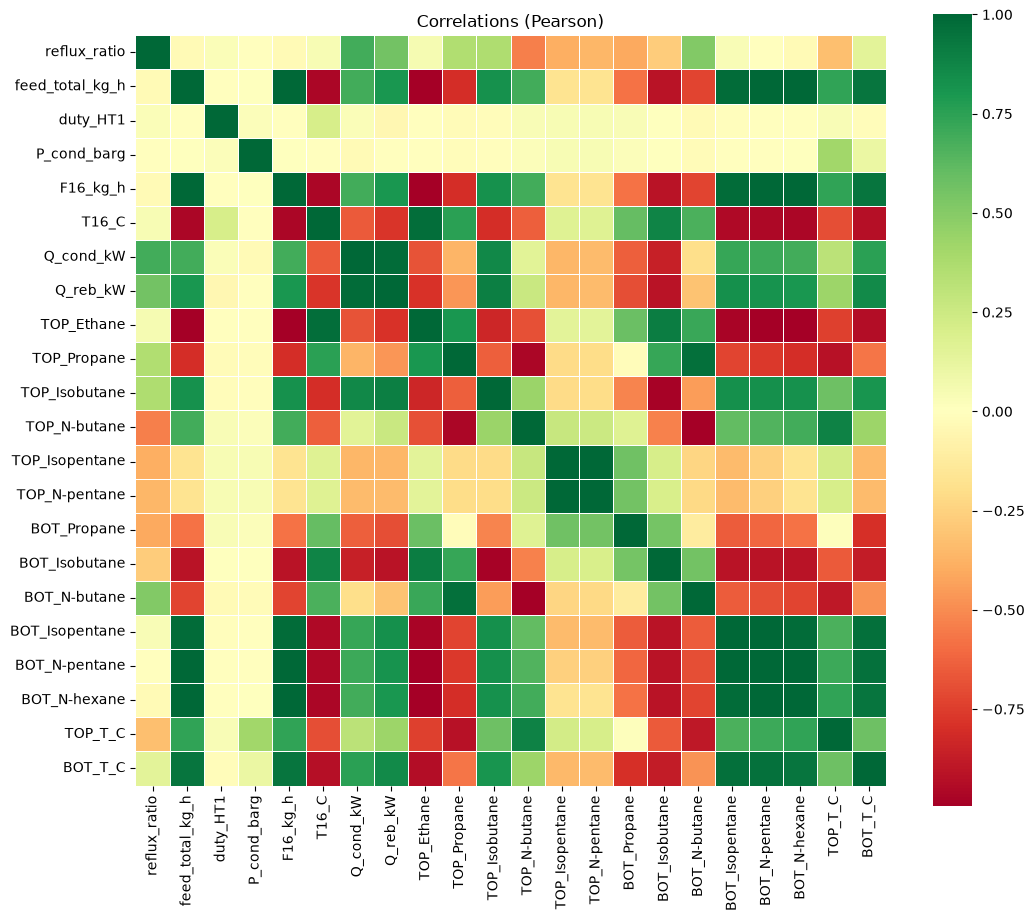 Correlations (Pearson)
reflux_ratio
feed_total_kg_h
duty_HT1
P_cond_barg
F16_kg_h
T16_C
Q_cond_kW
Q_reb_kW
TOP_Ethane
TOP_Propane
TOP_Isobutane
TOP_N-butane
TOP_Isopentane
TOP_N-pentane
BOT_Propane
BOT_Isobutane
BOT_N-butane
BOT_Isopentane
BOT_N-pentane
BOT_N-hexane
TOP_T_C
BOT_T_C
reflux_ratio
feed_total_kg_h
duty_HT1
P_cond_barg
F16_kg_h
T16_C
Q_cond_kW
Q_reb_kW
TOP_Ethane
TOP_Propane
TOP_Isobutane
TOP_N-butane
TOP_Isopentane
TOP_N-pentane
BOT_Propane
BOT_Isobutane
BOT_N-butane
BOT_Isopentane
BOT_N-pentane
BOT_N-hexane
TOP_T_C
BOT_T_C
1.00
0.75
0.50
0.25
0.00
−0.25
−0.50
−0.75